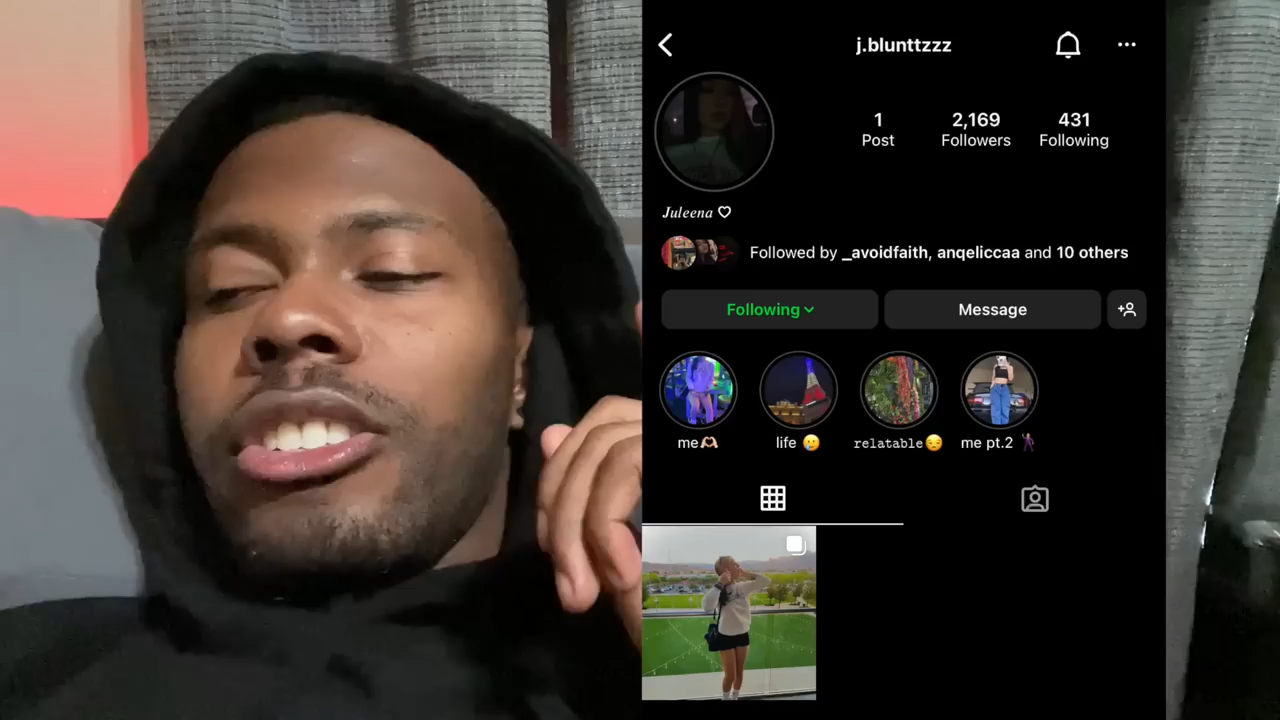 j.blunttzzz
1 2,169 431
Post Followers Following
Juleena ♡
Followed by _avoidfaith, anqeliccaa and 10 others
Following Message
me🫶🏼 life 🥲 relatable😒 me pt.2 🕺🏾